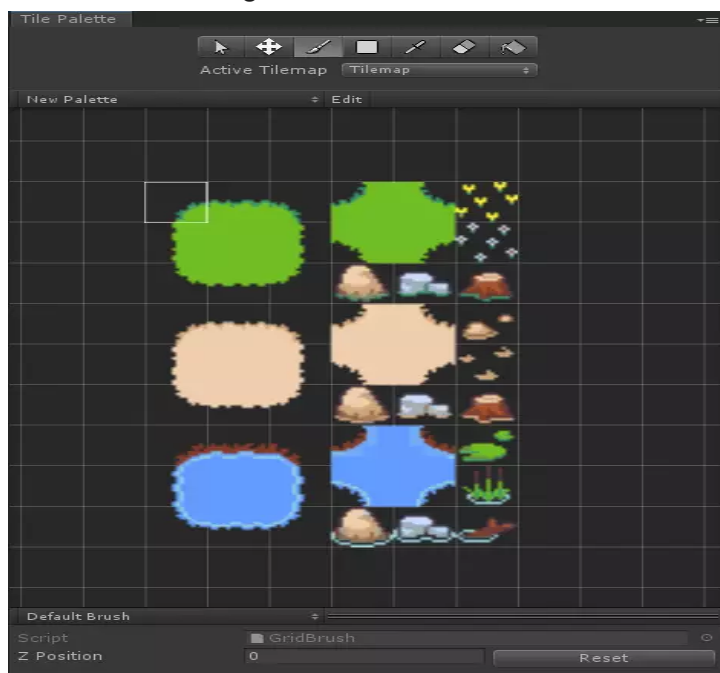 Tile Palette
Active Tilemap Tilemap
New Palette Edit
Default Brush
Script GridBrush
Z Position 0 Reset